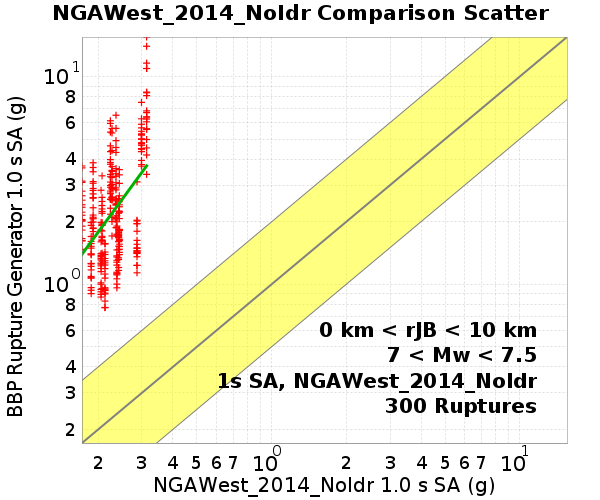 NGAWest_2014_NoIdr Comparison Scatter
BBP Rupture Generator 1.0 s SA (g)
10^1
8
6
4
3
2
10^0
8
6
4
3
2
0 km < rJB < 10 km
7 < Mw < 7.5
1s SA, NGAWest_2014_NoIdr
300 Ruptures
2 3 4 5 6 7 10^0 2 3 4 5 6 7 10^1
NGAWest_2014_NoIdr 1.0 s SA (g)